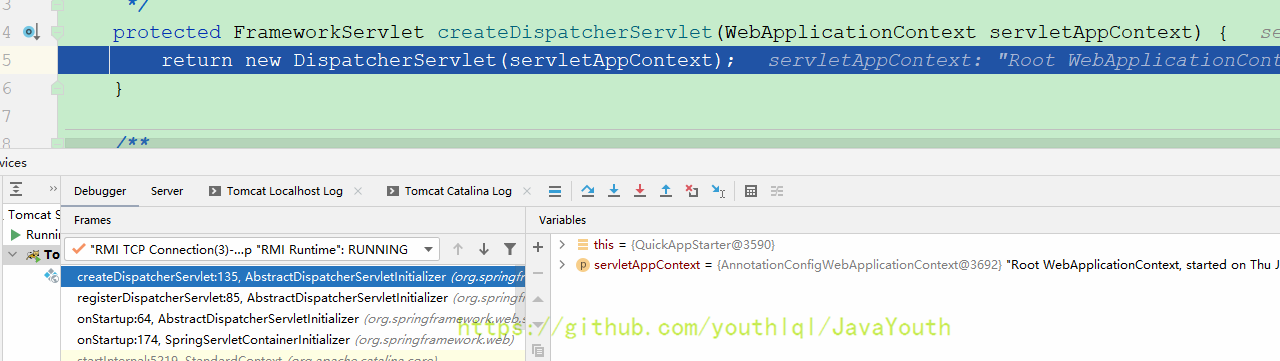 3 */
4 protected FrameworkServlet createDispatcherServlet(WebApplicationContext servletAppContext) { se
5 return new DispatcherServlet(servletAppContext); servletAppContext: "Root WebApplicationCont
6 }
7
8 /**
vices
Debugger Server Tomcat Localhost Log Tomcat Catalina Log
Tomcat S
Frames Variables
Runnin
"RMI TCP Connection(3)-...p "RMI Runtime": RUNNING
this = {QuickAppStarter@3590}
To
p servletAppContext = {AnnotationConfigWebApplicationContext@3692} "Root WebApplicationContext, started on Thu J
createDispatcherServlet:135, AbstractDispatcherServletInitializer (org.springfr
registerDispatcherServlet:85, AbstractDispatcherServletInitializer (org.springf
onStartup:64, AbstractDispatcherServletInitializer (org.springframework.web.s
https://github.com/youthlql/JavaYouth
onStartup:174, SpringServletContainerInitializer (org.springframework.web)
startInternal:5219, StandardContext (org.apache.catalina.core)